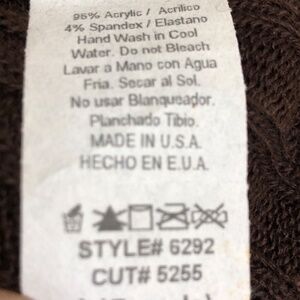 96% Acrylic / Acrilico
4% Spandex / Elastano
Hand Wash in Cool
Water. Do not Bleach
Lavar a Mano con Agua
Fria. Secar al Sol.
No usar Blanqueador.
Planchado Tibio.
MADE IN U.S.A.
HECHO EN E.U.A.
STYLE# 6292
CUT# 5255